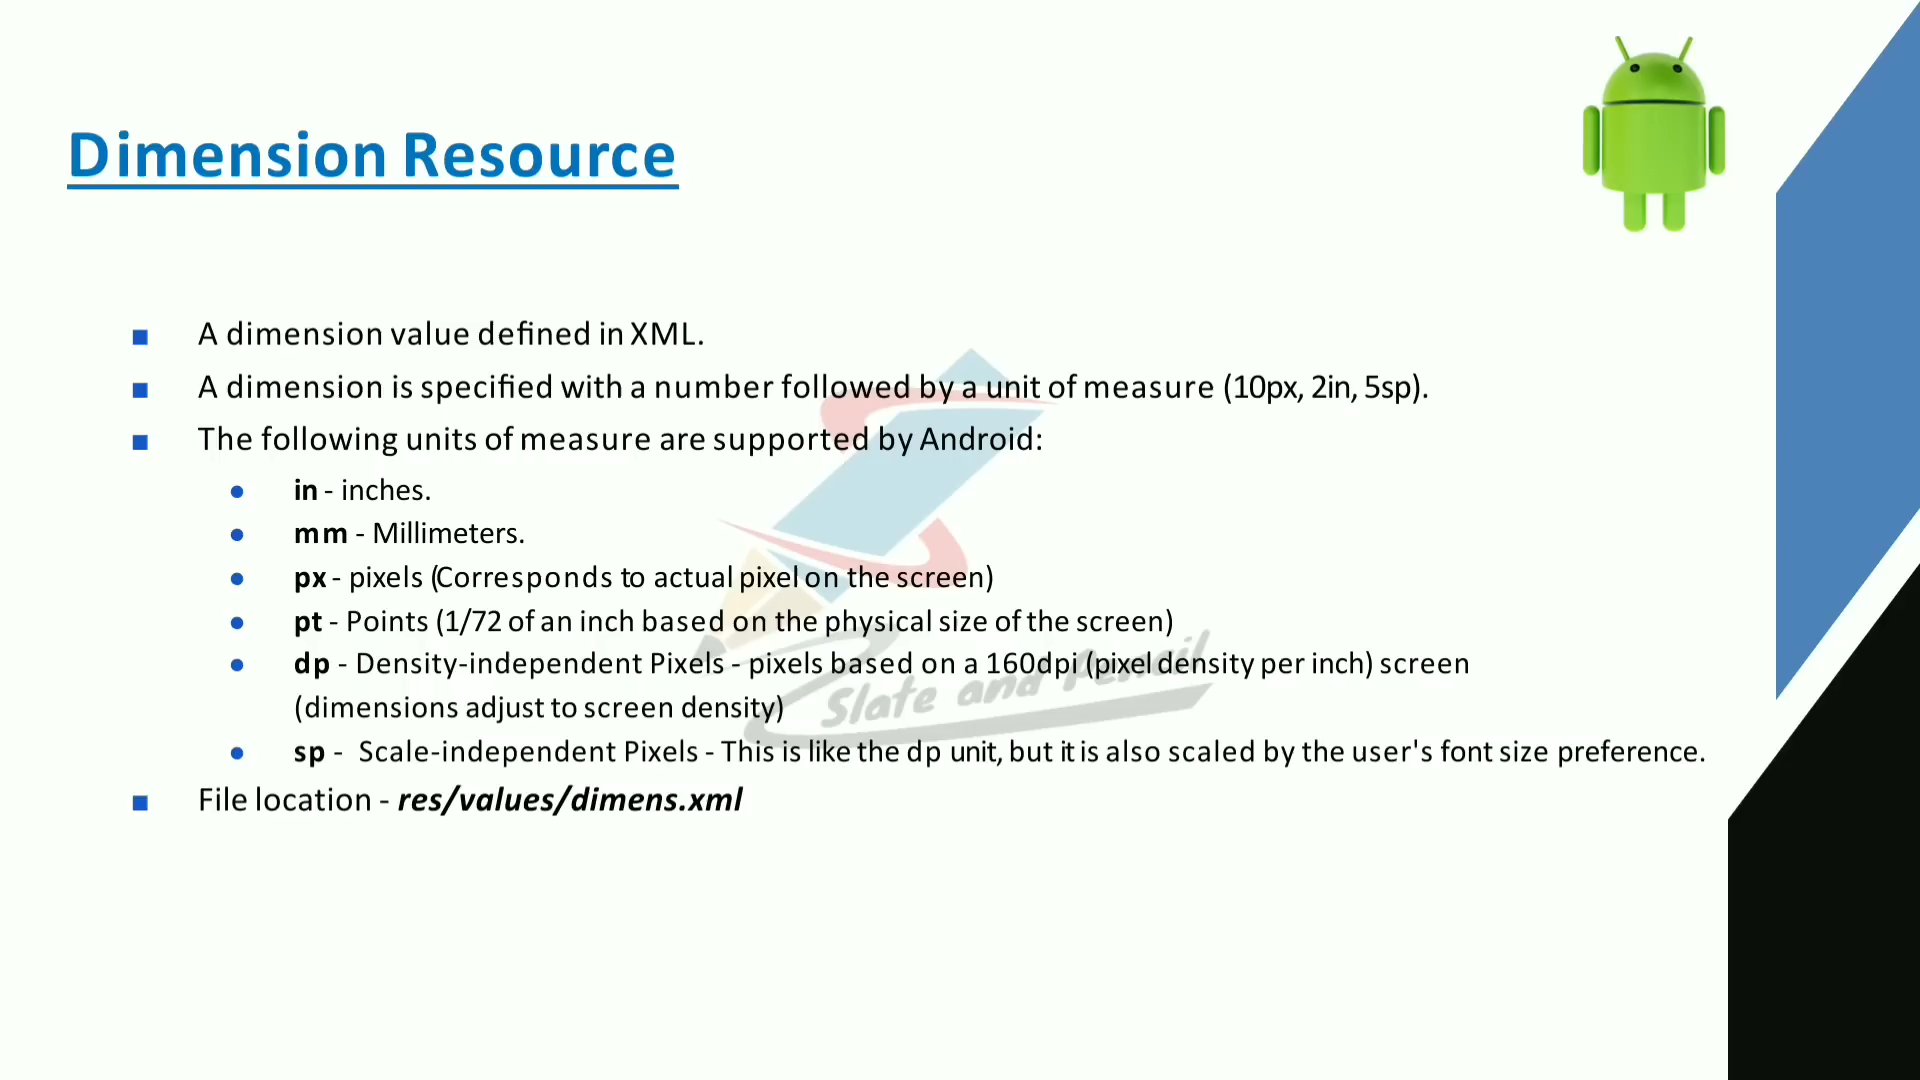 Dimension Resource
A dimension value defined in XML.
A dimension is specified with a number followed by a unit of measure (10px, 2in, 5sp).
The following units of measure are supported by Android:
in - inches.
mm - Millimeters.
px - pixels (Corresponds to actual pixel on the screen)
pt - Points (1/72 of an inch based on the physical size of the screen)
dp - Density-independent Pixels - pixels based on a 160dpi (pixel density per inch) screen
(dimensions adjust to screen density)
Slate and Pencil
sp - Scale-independent Pixels - This is like the dp unit, but it is also scaled by the user's font size preference.
File location - res/values/dimens.xml